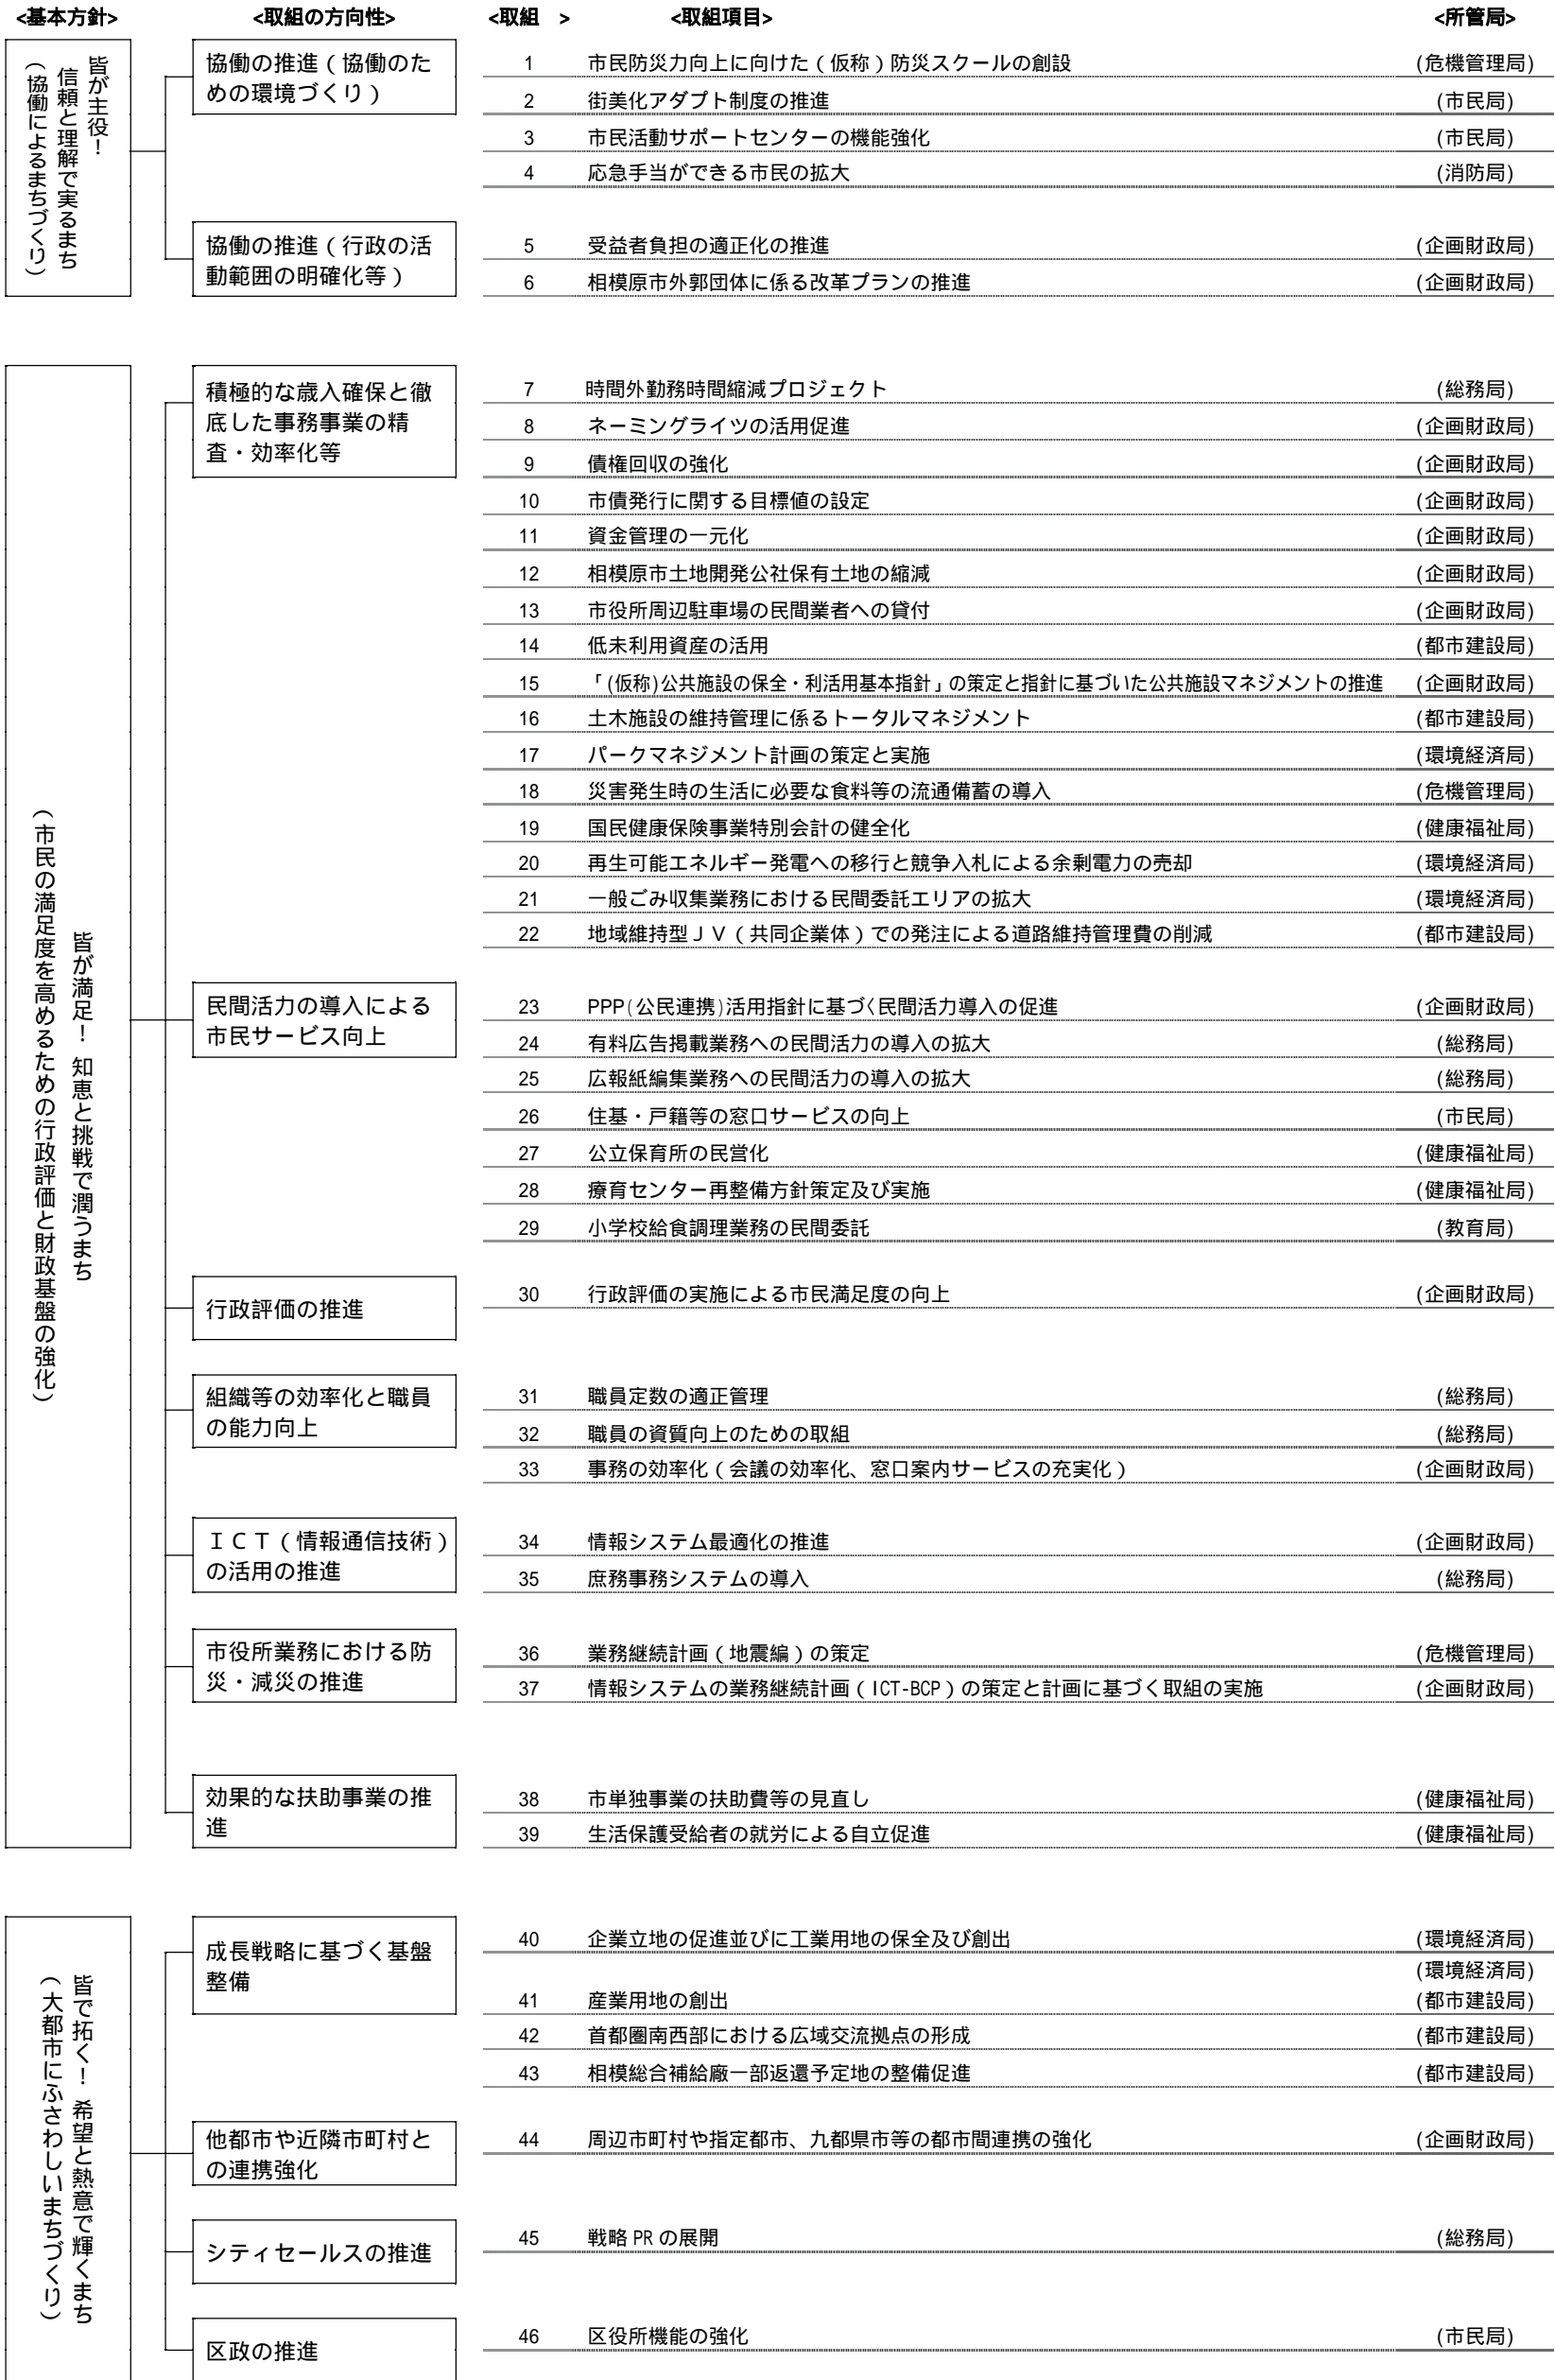 <基本方針>
<取組の方向性>
<取組　>
<取組項目>
<所管局>
皆が主役！
信頼と理解で実るまち
（協働によるまちづくり）
協働の推進（協働のた
めの環境づくり）
1 市民防災力向上に向けた（仮称）防災スクールの創設 (危機管理局)
2 街美化アダプト制度の推進 (市民局)
3 市民活動サポートセンターの機能強化 (市民局)
4 応急手当ができる市民の拡大 (消防局)
協働の推進（行政の活
動範囲の明確化等）
5 受益者負担の適正化の推進 (企画財政局)
6 相模原市外郭団体に係る改革プランの推進 (企画財政局)
皆が満足！ 知恵と挑戦で潤うまち
（市民の満足度を高めるための行政評価と財政基盤の強化）
積極的な歳入確保と徹
底した事務事業の精
査・効率化等
7 時間外勤務時間縮減プロジェクト (総務局)
8 ネーミングライツの活用促進 (企画財政局)
9 債権回収の強化 (企画財政局)
10 市債発行に関する目標値の設定 (企画財政局)
11 資金管理の一元化 (企画財政局)
12 相模原市土地開発公社保有土地の縮減 (企画財政局)
13 市役所周辺駐車場の民間業者への貸付 (企画財政局)
14 低未利用資産の活用 (都市建設局)
15 「(仮称)公共施設の保全・利活用基本指針」の策定と指針に基づいた公共施設マネジメントの推進 (企画財政局)
16 土木施設の維持管理に係るトータルマネジメント (都市建設局)
17 パークマネジメント計画の策定と実施 (環境経済局)
18 災害発生時の生活に必要な食料等の流通備蓄の導入 (危機管理局)
19 国民健康保険事業特別会計の健全化 (健康福祉局)
20 再生可能エネルギー発電への移行と競争入札による余剰電力の売却 (環境経済局)
21 一般ごみ収集業務における民間委託エリアの拡大 (環境経済局)
22 地域維持型ＪＶ（共同企業体）での発注による道路維持管理費の削減 (都市建設局)
民間活力の導入による
市民サービス向上
23 PPP(公民連携)活用指針に基づく民間活力導入の促進 (企画財政局)
24 有料広告掲載業務への民間活力の導入の拡大 (総務局)
25 広報紙編集業務への民間活力の導入の拡大 (総務局)
26 住基・戸籍等の窓口サービスの向上 (市民局)
27 公立保育所の民営化 (健康福祉局)
28 療育センター再整備方針策定及び実施 (健康福祉局)
29 小学校給食調理業務の民間委託 (教育局)
行政評価の推進
30 行政評価の実施による市民満足度の向上 (企画財政局)
組織等の効率化と職員
の能力向上
31 職員定数の適正管理 (総務局)
32 職員の資質向上のための取組 (総務局)
33 事務の効率化（会議の効率化、窓口案内サービスの充実化） (企画財政局)
ＩＣＴ（情報通信技術）
の活用の推進
34 情報システム最適化の推進 (企画財政局)
35 庶務事務システムの導入 (総務局)
市役所業務における防
災・減災の推進
36 業務継続計画（地震編）の策定 (危機管理局)
37 情報システムの業務継続計画（ICT-BCP）の策定と計画に基づく取組の実施 (企画財政局)
効果的な扶助事業の推
進
38 市単独事業の扶助費等の見直し (健康福祉局)
39 生活保護受給者の就労による自立促進 (健康福祉局)
皆で拓く！ 希望と熱意で輝くまち
（大都市にふさわしいまちづくり）
成長戦略に基づく基盤
整備
40 企業立地の促進並びに工業用地の保全及び創出 (環境経済局)
(環境経済局)
41 産業用地の創出 (都市建設局)
42 首都圏南西部における広域交流拠点の形成 (都市建設局)
43 相模総合補給廠一部返還予定地の整備促進 (都市建設局)
他都市や近隣市町村と
の連携強化
44 周辺市町村や指定都市、九都県市等の都市間連携の強化 (企画財政局)
シティセールスの推進
45 戦略 PR の展開 (総務局)
区政の推進
46 区役所機能の強化 (市民局)